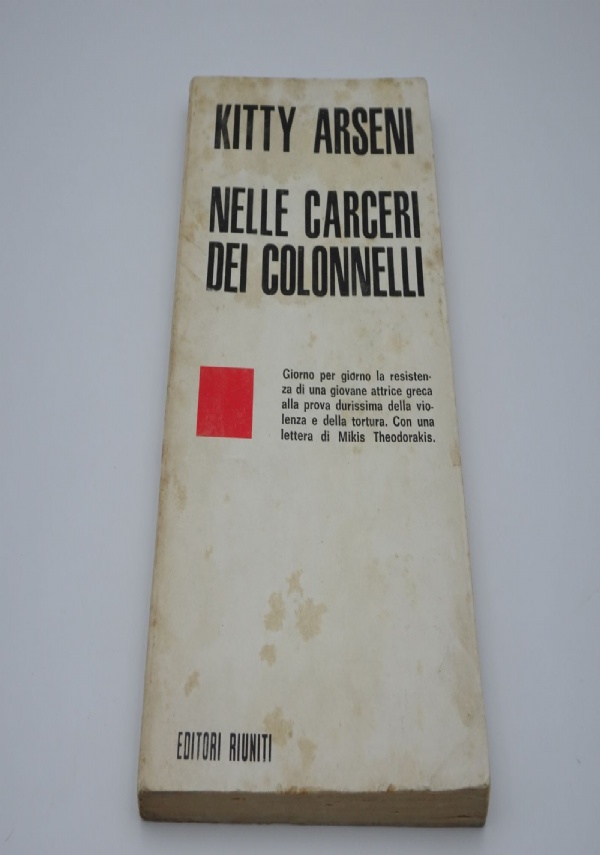 KITTY ARSENI
NELLE CARCERI
DEI COLONNELLI
Giorno per giorno la resisten-
za di una giovane attrice greca
alla prova durissima della vio-
lenza e della tortura. Con una
lettera di Mikis Theodorakis.
EDITORI RIUNITI